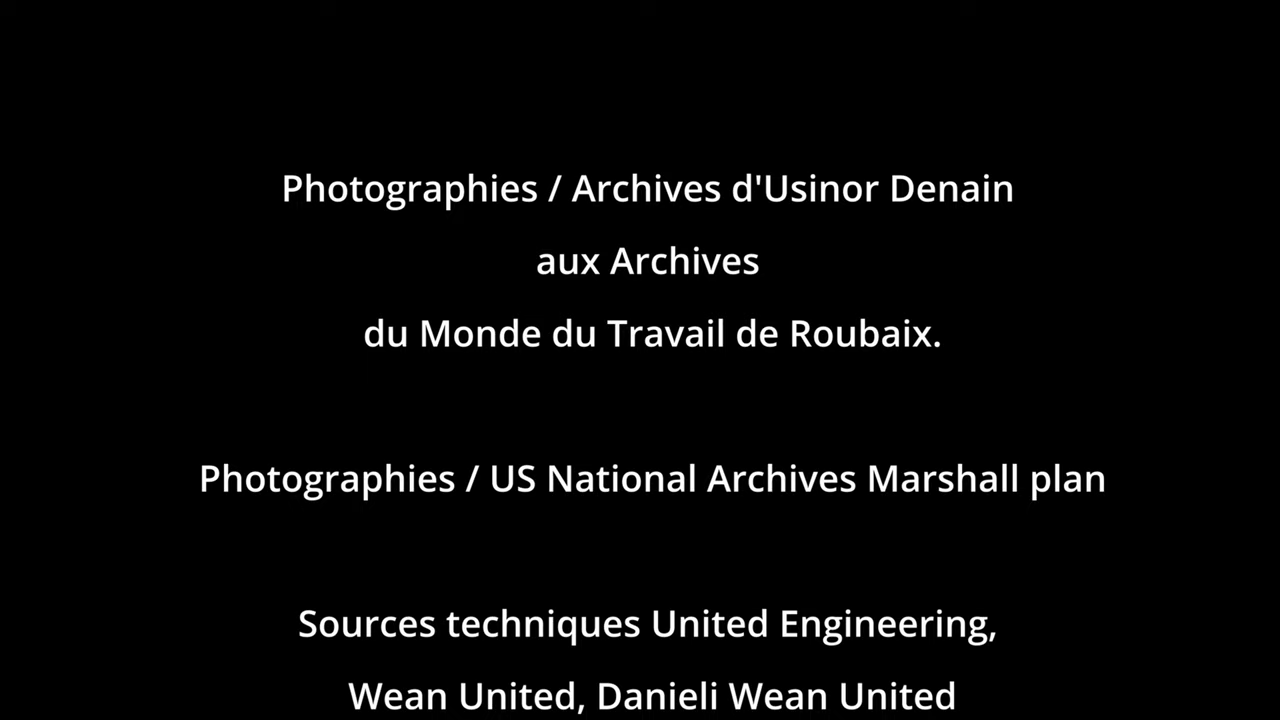 Photographies / Archives d'Usinor Denain
aux Archives
du Monde du Travail de Roubaix.
Photographies / US National Archives Marshall plan
Sources techniques United Engineering,
Wean United, Danieli Wean United